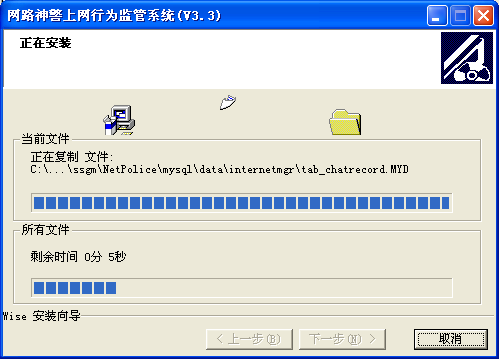 网路神警上网行为监管系统(V3.3)
正在安装
当前文件
正在复制 文件:
C:\...\ssgm\NetPolice\mysql\data\internetmgr\tab_chatrecord.MYD
所有文件
剩余时间 0分 5秒
Wise 安装向导
< 上一步(B)
下一步(N) >
取消